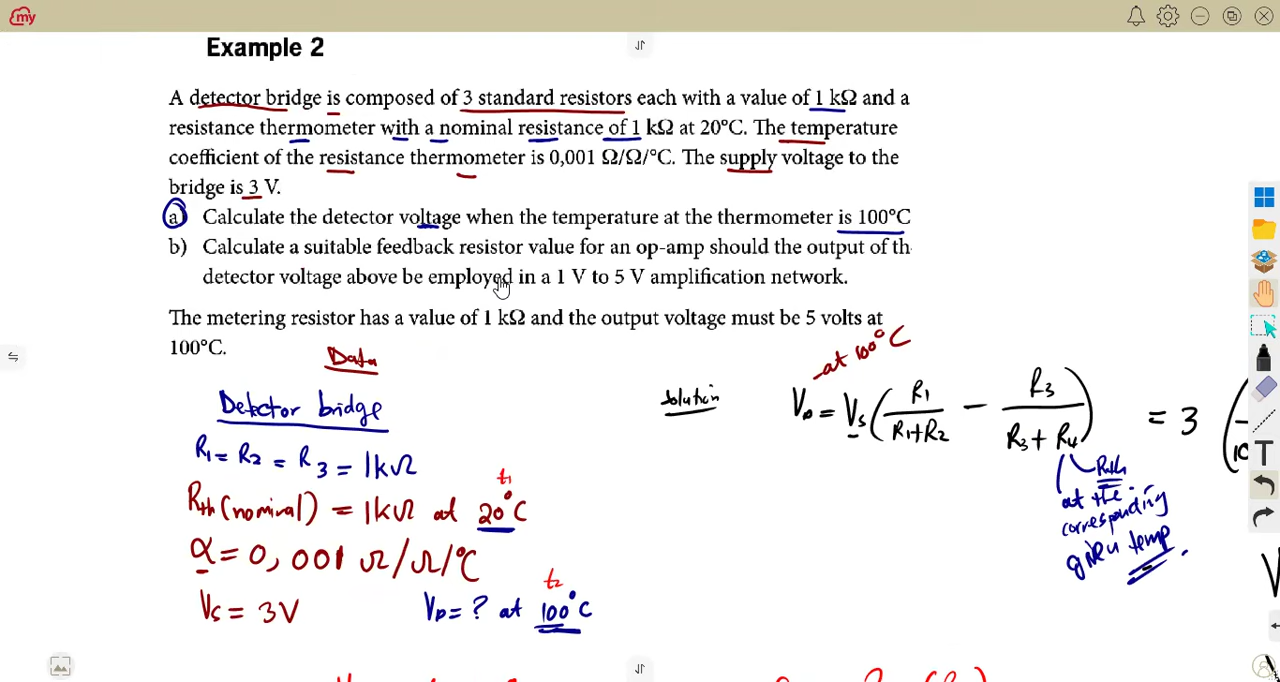 my
Example 2
A detector bridge is composed of 3 standard resistors each with a value of 1 kΩ and a
resistance thermometer with a nominal resistance of 1 kΩ at 20°C. The temperature
coefficient of the resistance thermometer is 0,001 Ω/Ω/°C. The supply voltage to the
bridge is 3 V.
a) Calculate the detector voltage when the temperature at the thermometer is 100°C
b) Calculate a suitable feedback resistor value for an op-amp should the output of th
detector voltage above be employed in a 1 V to 5 V amplification network.
The metering resistor has a value of 1 kΩ and the output voltage must be 5 volts at
100°C.
Data
Detector bridge
R1 = R2 = R3 = 1kΩ
t1
Rth (nominal) = 1kΩ at 20°C
α = 0,001 Ω/Ω/°C
t2
Vs = 3V VD = ? at 100°C
at 100°C
Solution VD = Vs (R1/(R1+R2) − R3/(R3+R4)) = 3 (
Rth
at the
corresponding
given temp
T